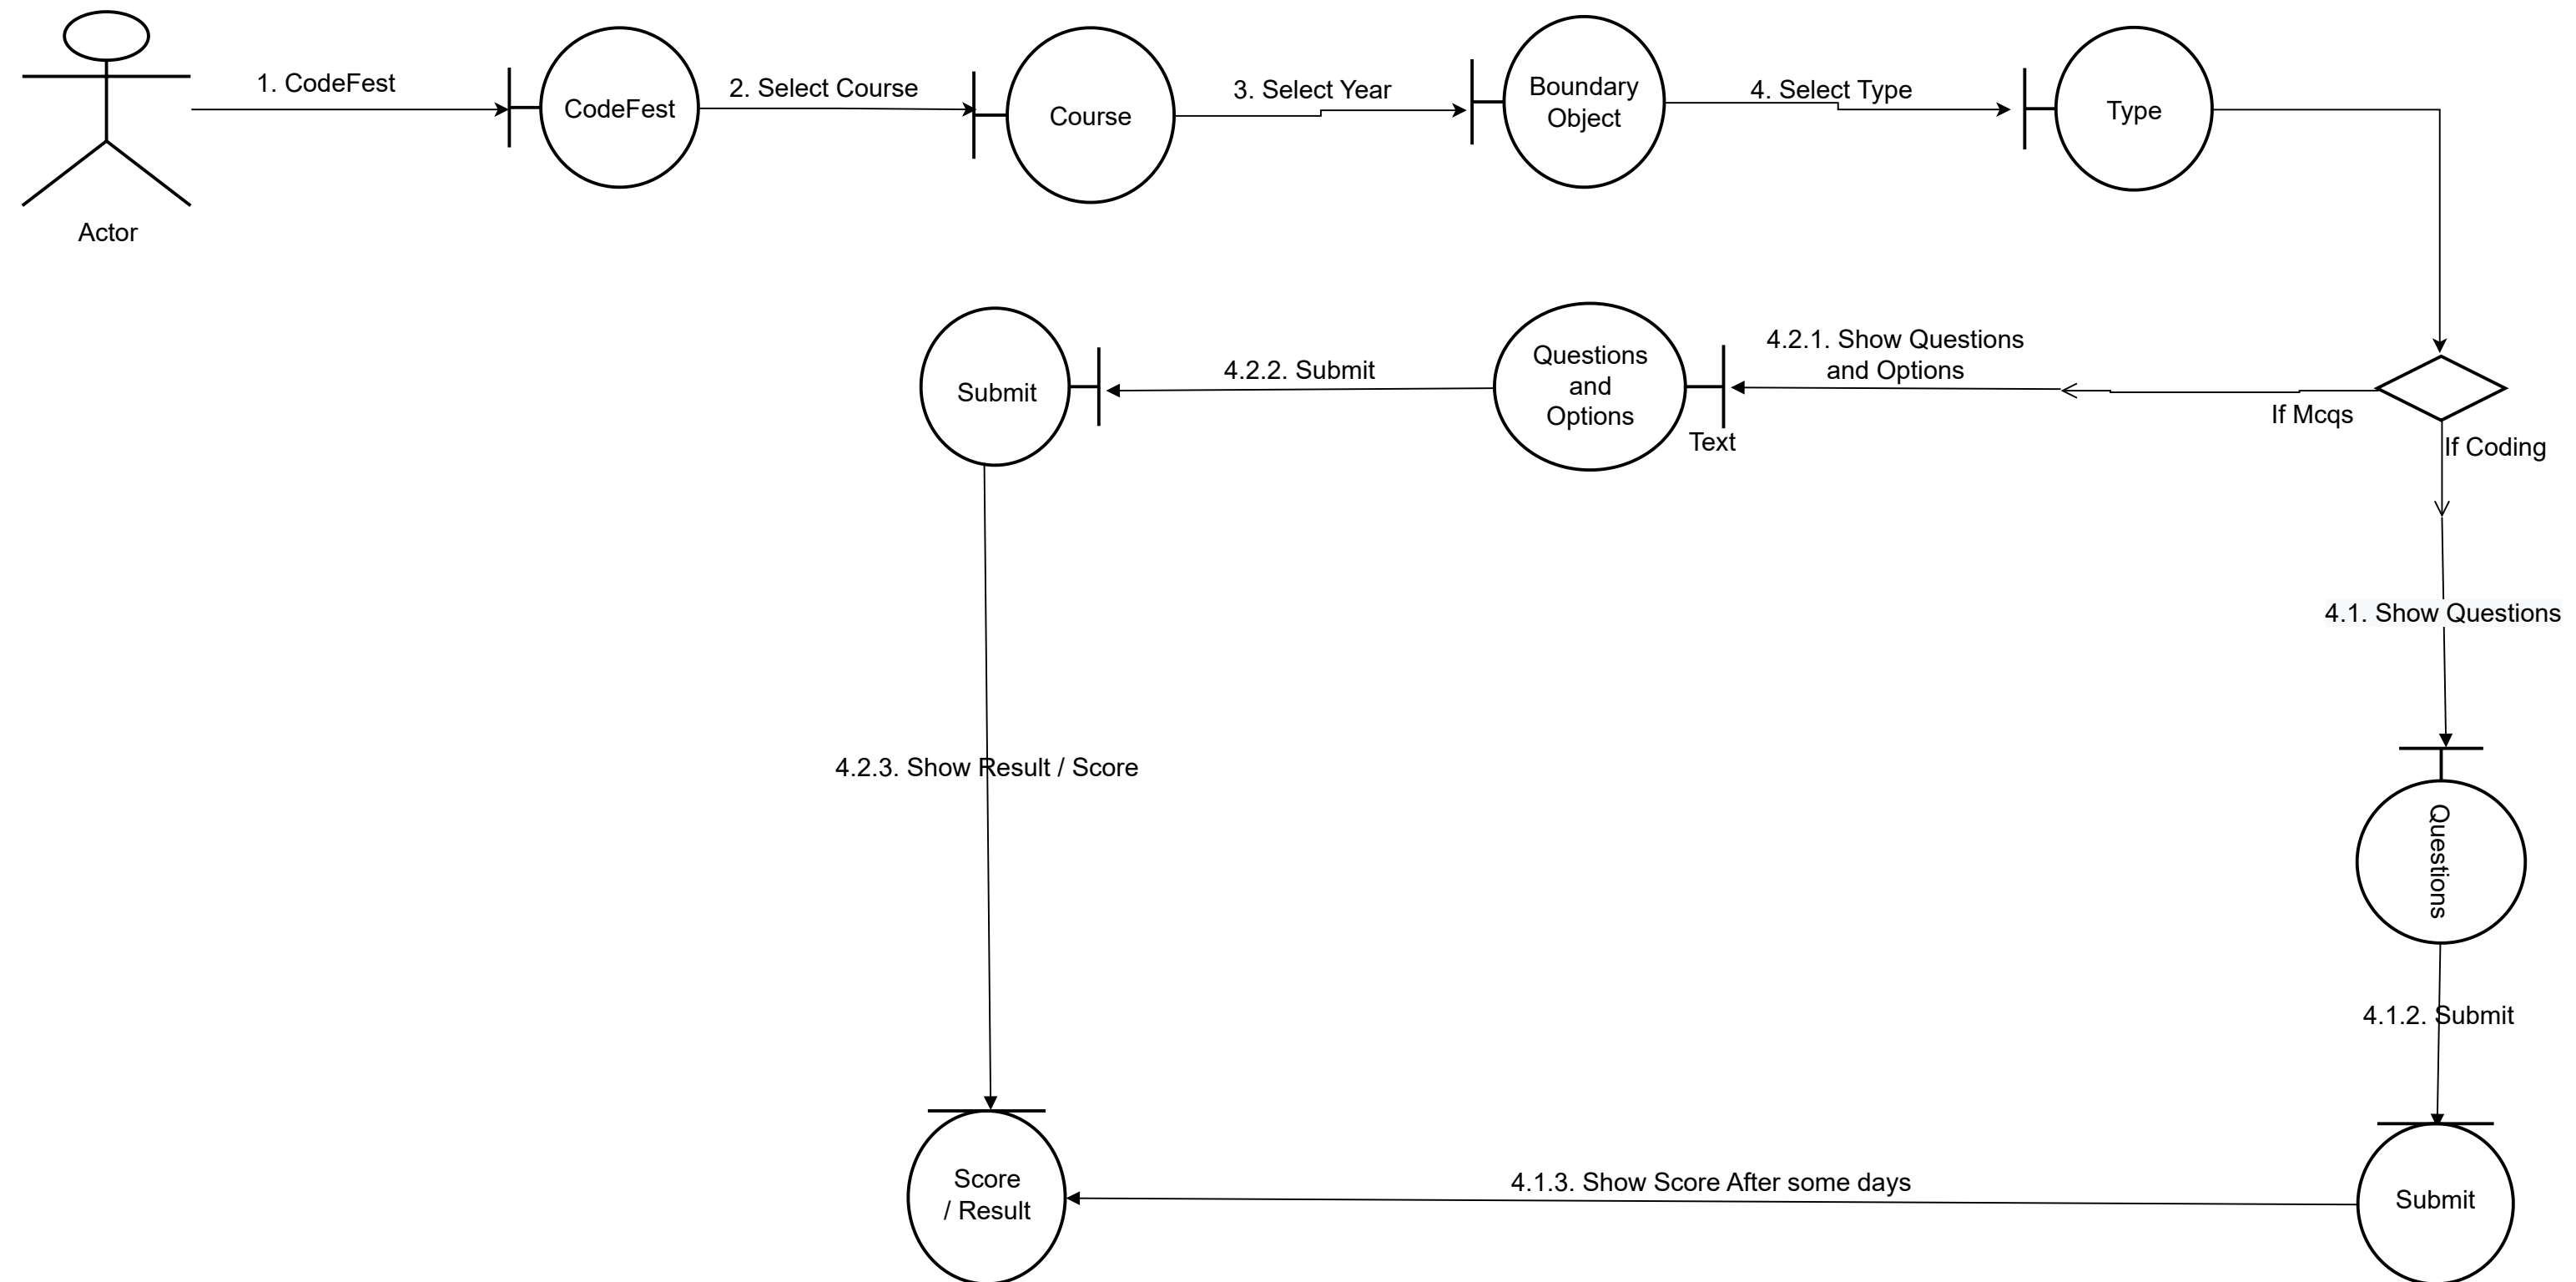 1. CodeFest
CodeFest
2. Select Course
Course
3. Select Year
Boundary
Object
4. Select Type
Type
Actor
Submit
4.2.2. Submit
Questions
and
Options
Text
4.2.1. Show Questions
and Options
If Mcqs
If Coding
4.1. Show Questions
4.2.3. Show Result / Score
Questions
4.1.2. Submit
Score
/ Result
4.1.3. Show Score After some days
Submit